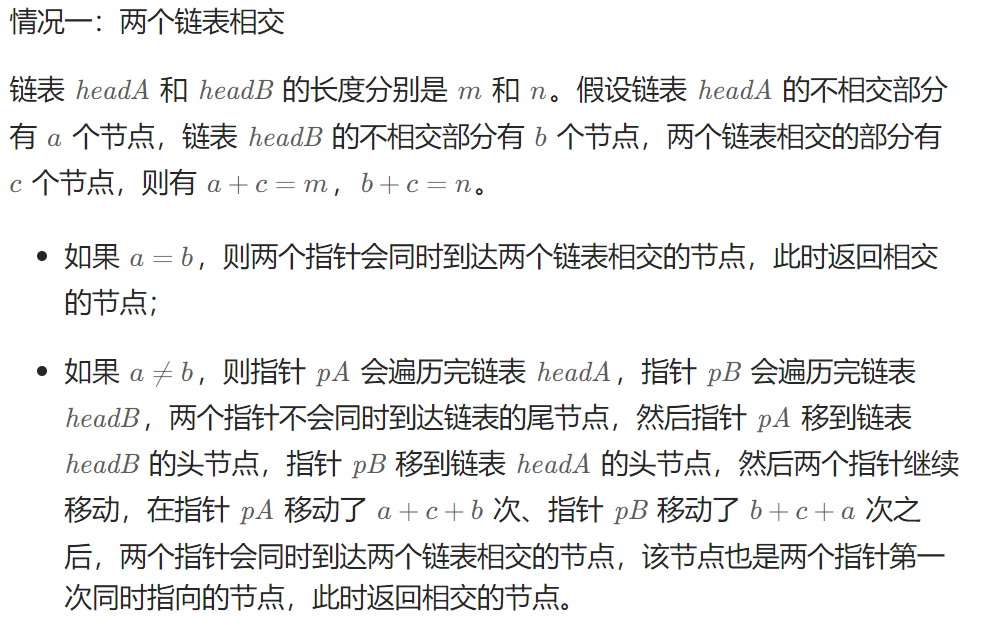 情况一：两个链表相交
链表 headA 和 headB 的长度分别是 m 和 n。假设链表 headA 的不相交部分
有 a 个节点，链表 headB 的不相交部分有 b 个节点，两个链表相交的部分有
c 个节点，则有 a + c = m，b + c = n。
• 如果 a = b，则两个指针会同时到达两个链表相交的节点，此时返回相交
的节点；
• 如果 a ≠ b，则指针 pA 会遍历完链表 headA，指针 pB 会遍历完链表
headB，两个指针不会同时到达链表的尾节点，然后指针 pA 移到链表
headB 的头节点，指针 pB 移到链表 headA 的头节点，然后两个指针继续
移动，在指针 pA 移动了 a + c + b 次、指针 pB 移动了 b + c + a 次之
后，两个指针会同时到达两个链表相交的节点，该节点也是两个指针第一
次同时指向的节点，此时返回相交的节点。